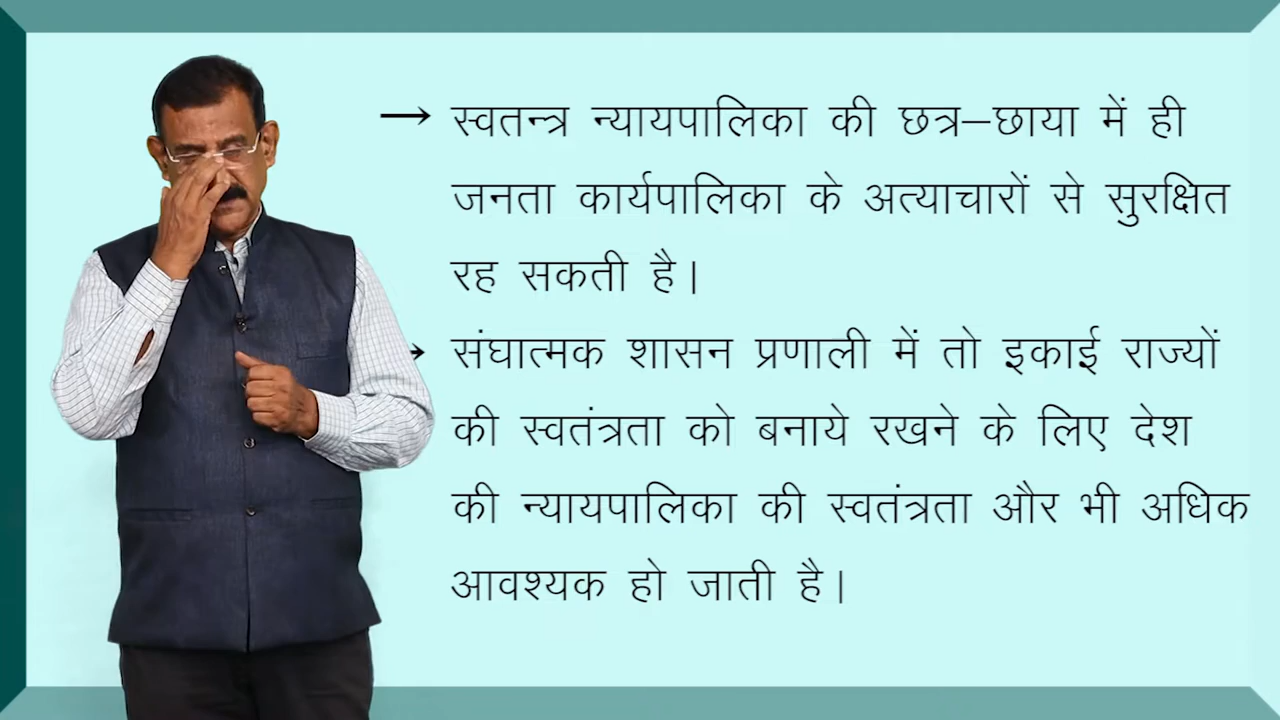 → स्वतन्त्र न्यायपालिका की छत्र–छाया में ही
जनता कार्यपालिका के अत्याचारों से सुरक्षित
रह सकती है।
→ संघात्मक शासन प्रणाली में तो इकाई राज्यों
की स्वतंत्रता को बनाये रखने के लिए देश
की न्यायपालिका की स्वतंत्रता और भी अधिक
आवश्यक हो जाती है।